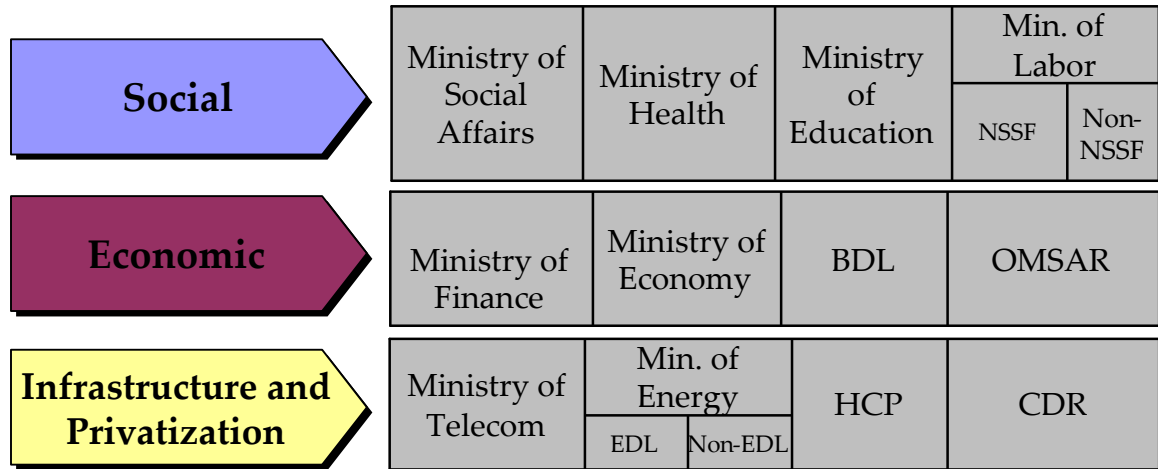 Social
Ministry of
Social
Affairs
Ministry of
Health
Ministry
of
Education
Min. of
Labor
NSSF
Non-
NSSF
Economic
Ministry of
Finance
Ministry of
Economy
BDL
OMSAR
Infrastructure and
Privatization
Ministry of
Telecom
Min. of
Energy
EDL
Non-EDL
HCP
CDR